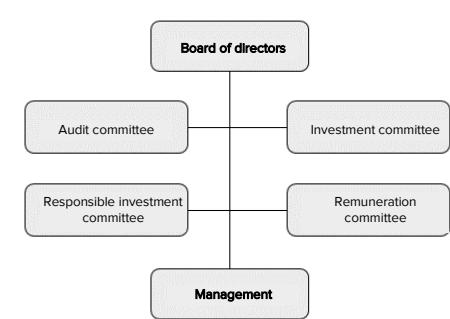 Board of directors
Audit committee
Investment committee
Responsible investment
committee
Remuneration
committee
Management